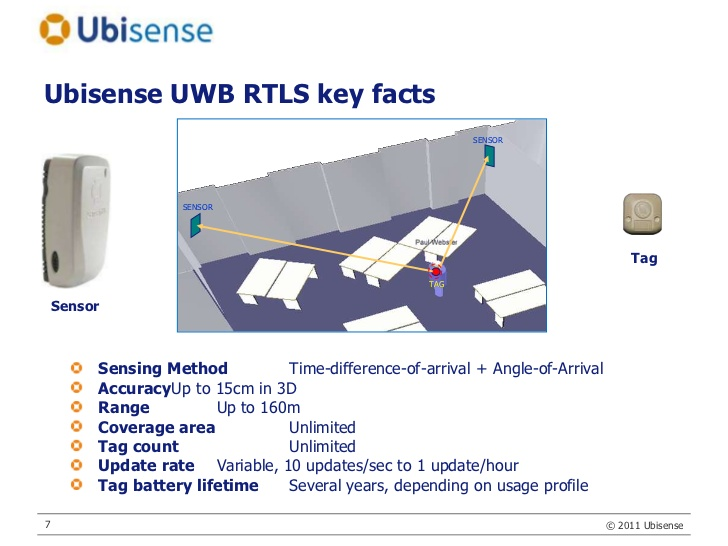 Ubisense
Ubisense UWB RTLS key facts
SENSOR
SENSOR
Paul Webster
TAG
Tag
Sensor
Sensing Method Time-difference-of-arrival + Angle-of-Arrival
AccuracyUp to 15cm in 3D
Range Up to 160m
Coverage area Unlimited
Tag count Unlimited
Update rate Variable, 10 updates/sec to 1 update/hour
Tag battery lifetime Several years, depending on usage profile
7 © 2011 Ubisense